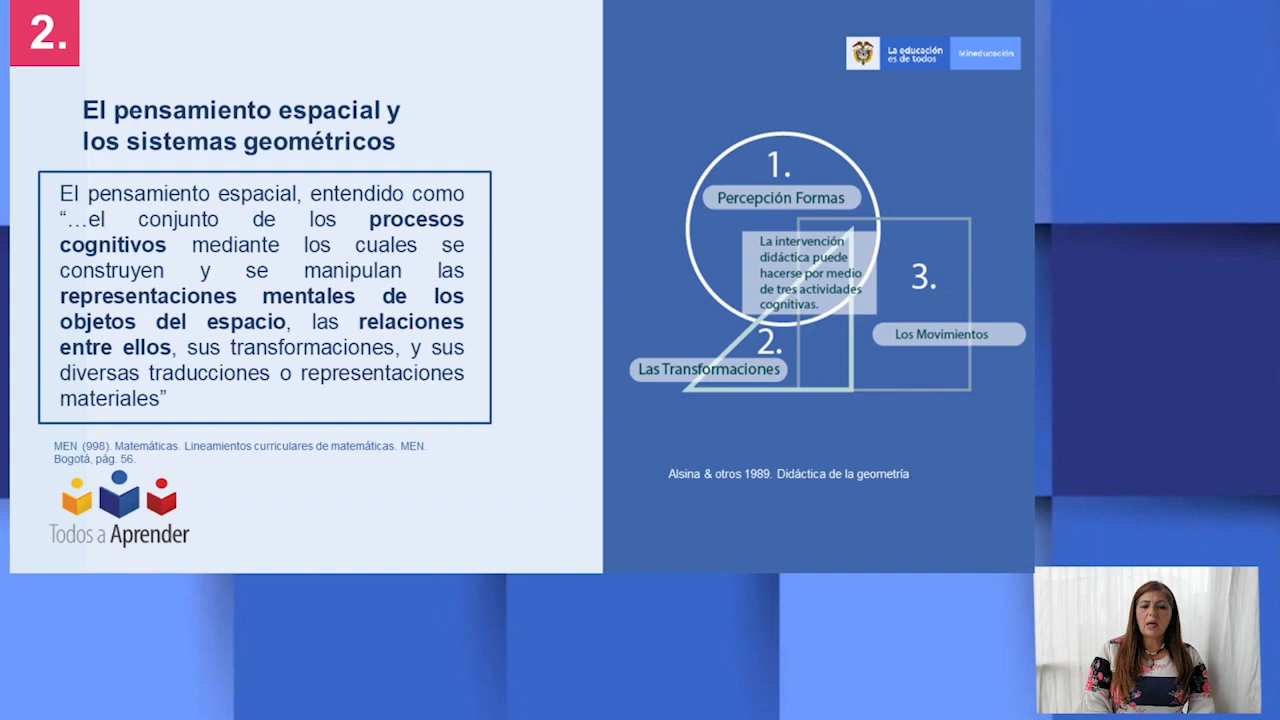 2.
El pensamiento espacial y
los sistemas geométricos
El pensamiento espacial, entendido como
“…el conjunto de los procesos
cognitivos mediante los cuales se
construyen y se manipulan las
representaciones mentales de los
objetos del espacio, las relaciones
entre ellos, sus transformaciones, y sus
diversas traducciones o representaciones
materiales”
MEN (998). Matemáticas. Lineamientos curriculares de matemáticas. MEN.
Bogotá, pág. 56.
Todos a Aprender
La educación
es de todos
Mineducación
1.
Percepción Formas
La intervención
didáctica puede
hacerse por medio
de tres actividades
cognitivas.
3.
Los Movimientos
2.
Las Transformaciones
Alsina & otros 1989. Didáctica de la geometría.